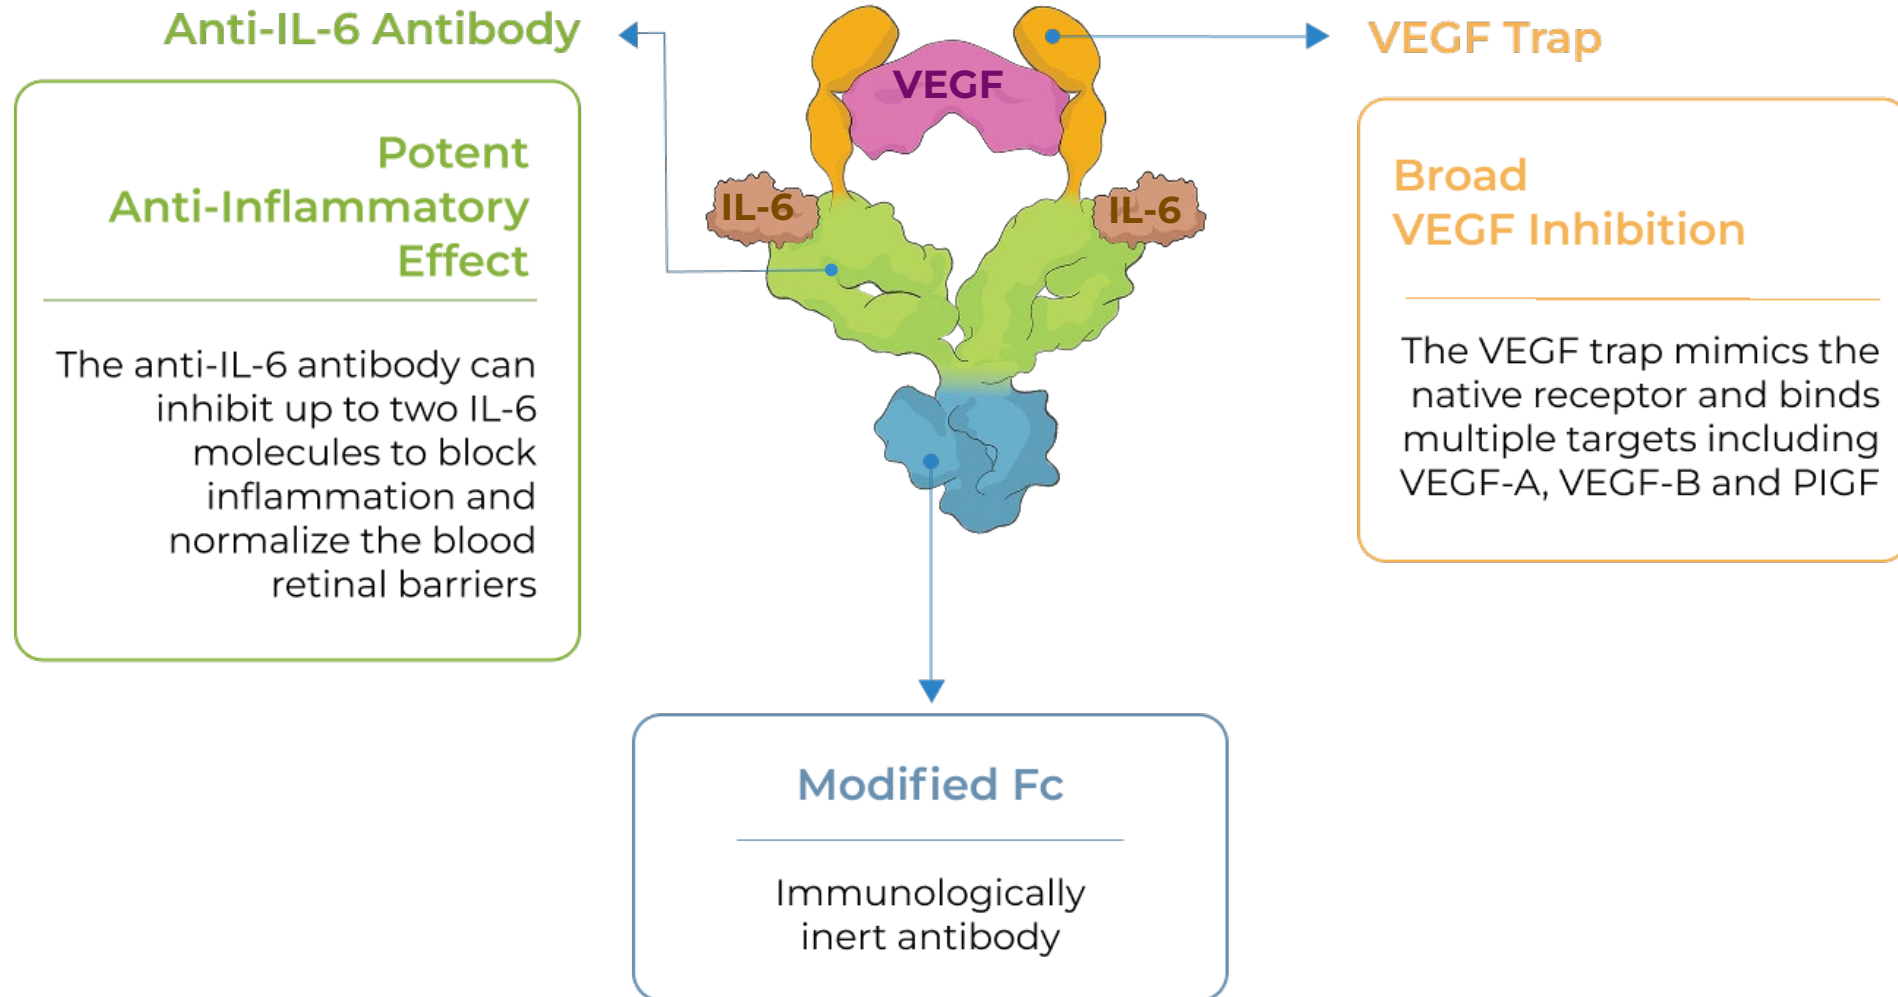 Anti-IL-6 Antibody
Potent
Anti-Inflammatory
Effect
The anti-IL-6 antibody can
inhibit up to two IL-6
molecules to block
inflammation and
normalize the blood
retinal barriers
VEGF
IL-6
IL-6
VEGF Trap
Broad
VEGF Inhibition
The VEGF trap mimics the
native receptor and binds
multiple targets including
VEGF-A, VEGF-B and PIGF
Modified Fc
Immunologically
inert antibody